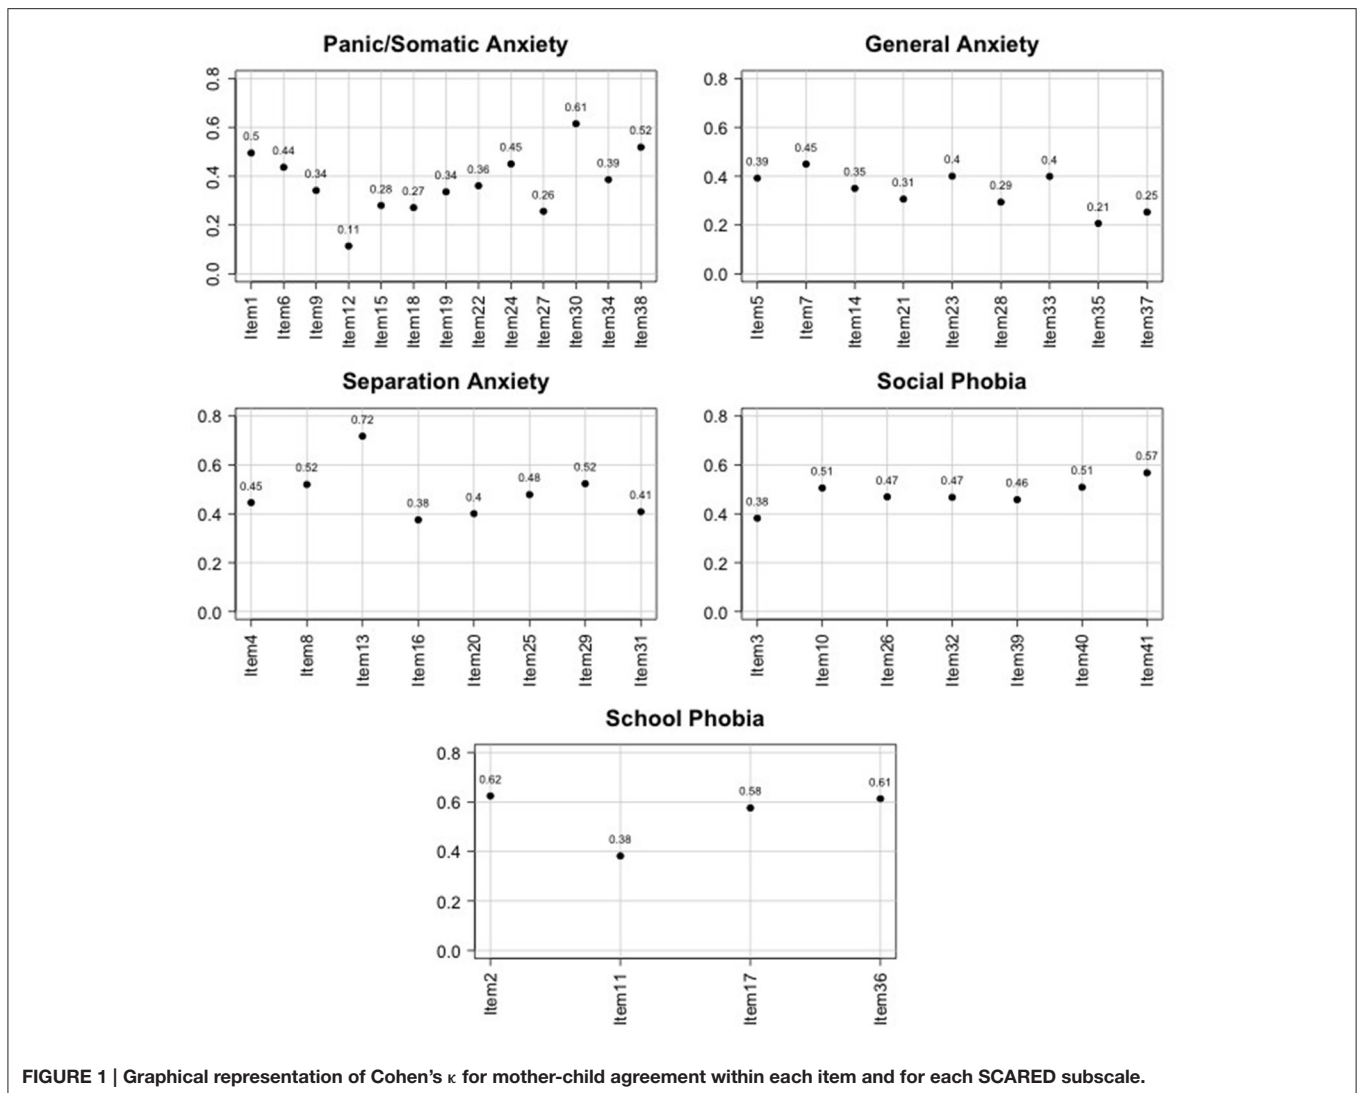 Panic/Somatic Anxiety
0.8
0.6
0.4
0.2
0.0
0.5
0.44
0.34
0.11
0.28
0.27
0.34
0.36
0.45
0.26
0.61
0.39
0.52
Item1
Item6
Item9
Item12
Item15
Item18
Item19
Item22
Item24
Item27
Item30
Item34
Item38
General Anxiety
0.8
0.6
0.4
0.2
0.0
0.39
0.45
0.35
0.31
0.4
0.29
0.4
0.21
0.25
Item5
Item7
Item14
Item21
Item23
Item28
Item33
Item35
Item37
Separation Anxiety
0.8
0.6
0.4
0.2
0.0
0.45
0.52
0.72
0.38
0.4
0.48
0.52
0.41
Item4
Item8
Item13
Item16
Item20
Item25
Item29
Item31
Social Phobia
0.8
0.6
0.4
0.2
0.0
0.38
0.51
0.47
0.47
0.46
0.51
0.57
Item3
Item10
Item26
Item32
Item39
Item40
Item41
School Phobia
0.8
0.6
0.4
0.2
0.0
0.62
0.38
0.58
0.61
Item2
Item11
Item17
Item36
FIGURE 1 | Graphical representation of Cohen's κ for mother-child agreement within each item and for each SCARED subscale.